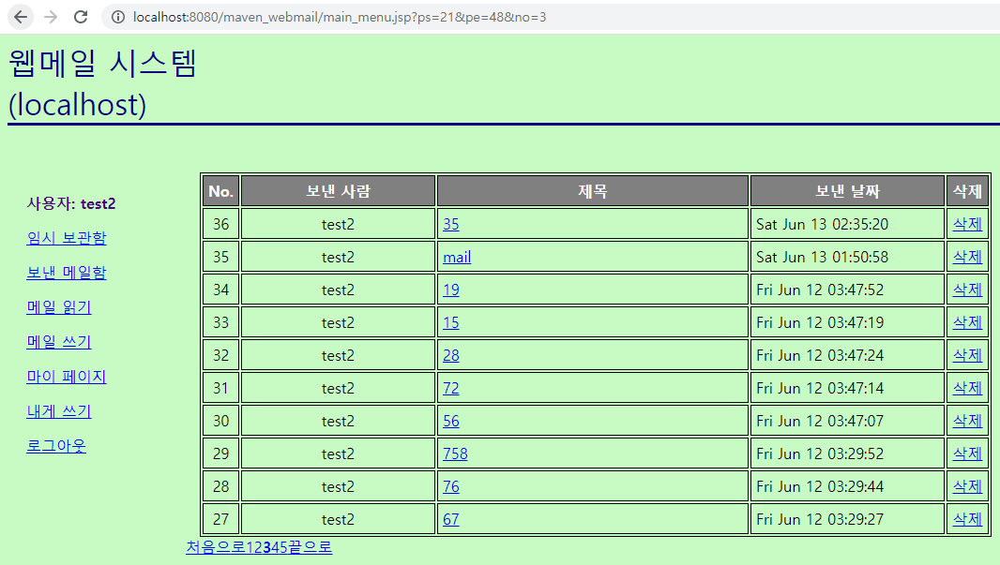 localhost:8080/maven_webmail/main_menu.jsp?ps=21&pe=48&no=3
웹메일 시스템
(localhost)
사용자: test2
임시 보관함
보낸 메일함
메일 읽기
메일 쓰기
마이 페이지
내게 쓰기
로그아웃
No. 보낸 사람 제목 보낸 날짜 삭제
36 test2 35 Sat Jun 13 02:35:20 삭제
35 test2 mail Sat Jun 13 01:50:58 삭제
34 test2 19 Fri Jun 12 03:47:52 삭제
33 test2 15 Fri Jun 12 03:47:19 삭제
32 test2 28 Fri Jun 12 03:47:24 삭제
31 test2 72 Fri Jun 12 03:47:14 삭제
30 test2 56 Fri Jun 12 03:47:07 삭제
29 test2 758 Fri Jun 12 03:29:52 삭제
28 test2 76 Fri Jun 12 03:29:44 삭제
27 test2 67 Fri Jun 12 03:29:27 삭제
처음으로12345끝으로